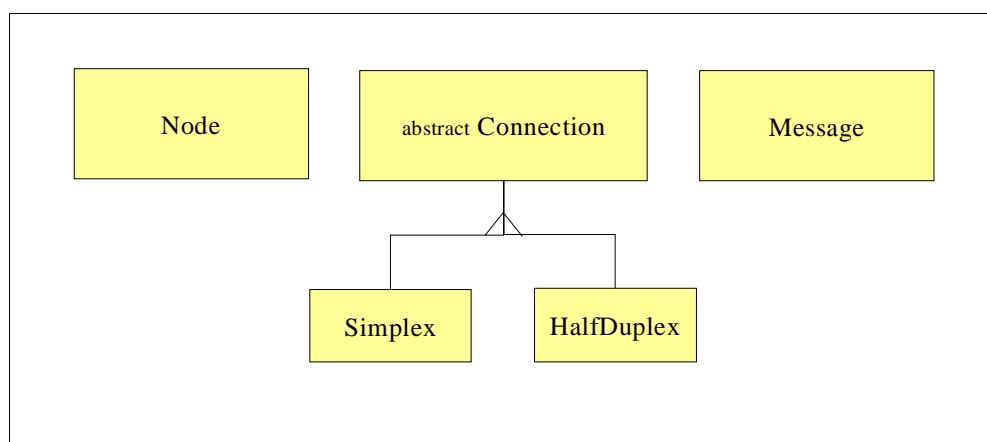 Node
abstract Connection
Message
Simplex
HalfDuplex